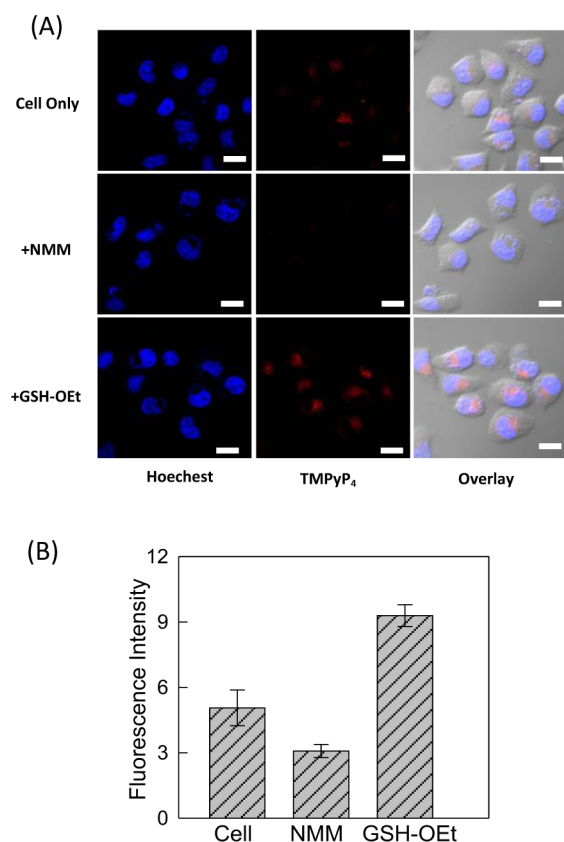 (A)
Cell Only
+NMM
+GSH-OEt
Hoechest TMPyP₄ Overlay
(B)
Fluorescence Intensity
12
9
6
3
0
Cell NMM GSH-OEt